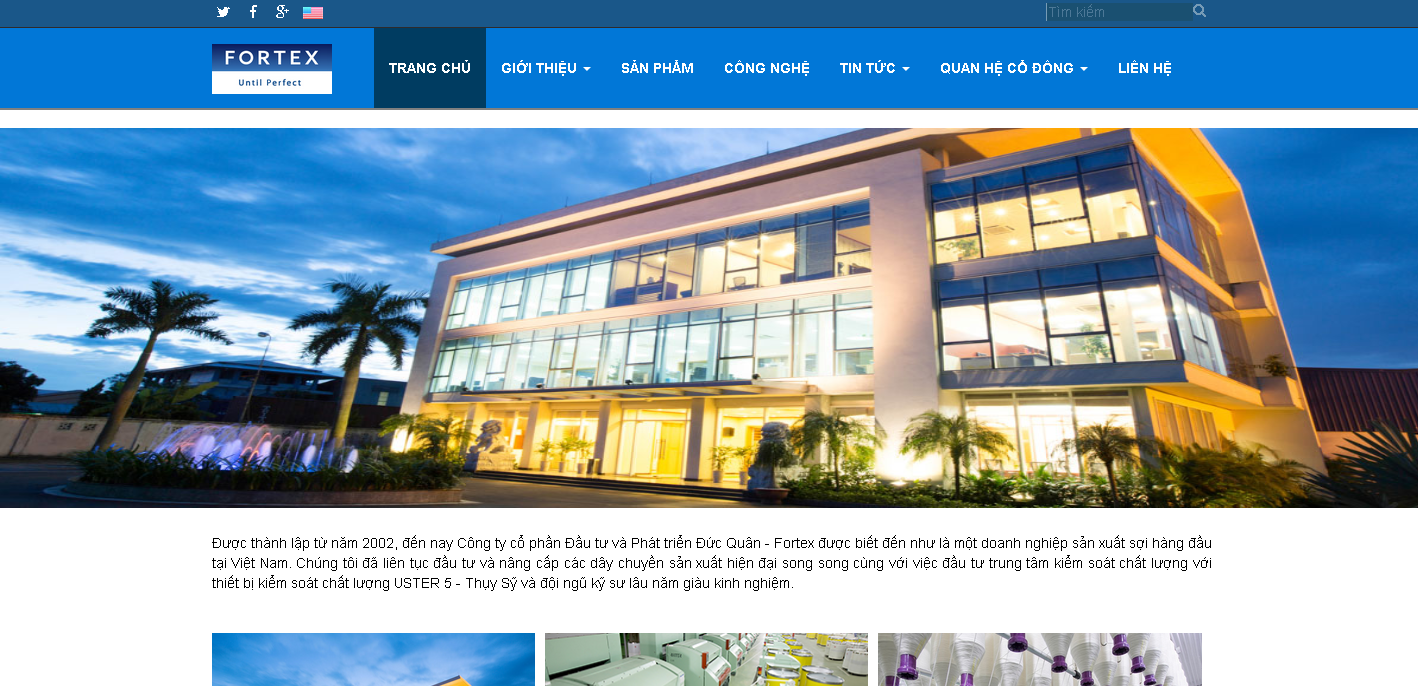 Tìm kiếm
FORTEX
Until Perfect
TRANG CHỦ
GIỚI THIỆU
SẢN PHẨM
CÔNG NGHỆ
TIN TỨC
QUAN HỆ CỔ ĐÔNG
LIÊN HỆ
Được thành lập từ năm 2002, đến nay Công ty cổ phần Đầu tư và Phát triển Đức Quân - Fortex được biết đến như là một doanh nghiệp sản xuất sợi hàng đầu
tại Việt Nam. Chúng tôi đã liên tục đầu tư và nâng cấp các dây chuyền sản xuất hiện đại song song cùng với việc đầu tư trung tâm kiểm soát chất lượng với
thiết bị kiểm soát chất lượng USTER 5 - Thụy Sỹ và đội ngũ kỹ sư lâu năm giàu kinh nghiệm.